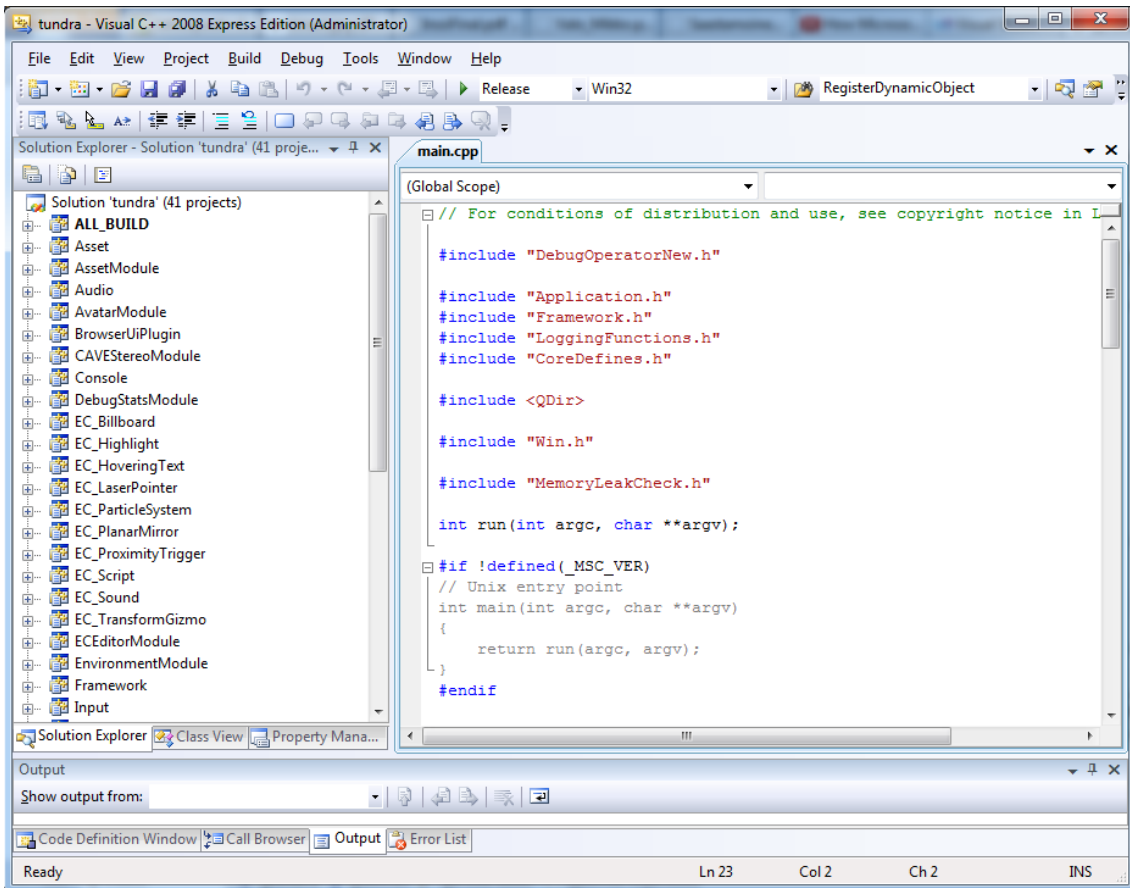 tundra - Visual C++ 2008 Express Edition (Administrator)
File Edit View Project Build Debug Tools Window Help
Release Win32 RegisterDynamicObject
Solution Explorer - Solution 'tundra' (41 proje...
Solution 'tundra' (41 projects)
ALL_BUILD
Asset
AssetModule
Audio
AvatarModule
BrowserUiPlugin
CAVEStereoModule
Console
DebugStatsModule
EC_Billboard
EC_Highlight
EC_HoveringText
EC_LaserPointer
EC_ParticleSystem
EC_PlanarMirror
EC_ProximityTrigger
EC_Script
EC_Sound
EC_TransformGizmo
ECEditorModule
EnvironmentModule
Framework
Input
Solution Explorer Class View Property Mana...
main.cpp
(Global Scope)
// For conditions of distribution and use, see copyright notice in L
#include "DebugOperatorNew.h"
#include "Application.h"
#include "Framework.h"
#include "LoggingFunctions.h"
#include "CoreDefines.h"
#include <QDir>
#include "Win.h"
#include "MemoryLeakCheck.h"
int run(int argc, char **argv);
#if !defined(_MSC_VER)
// Unix entry point
int main(int argc, char **argv)
{
return run(argc, argv);
}
#endif
Output
Show output from:
Code Definition Window Call Browser Output Error List
Ready Ln 23 Col 2 Ch 2 INS